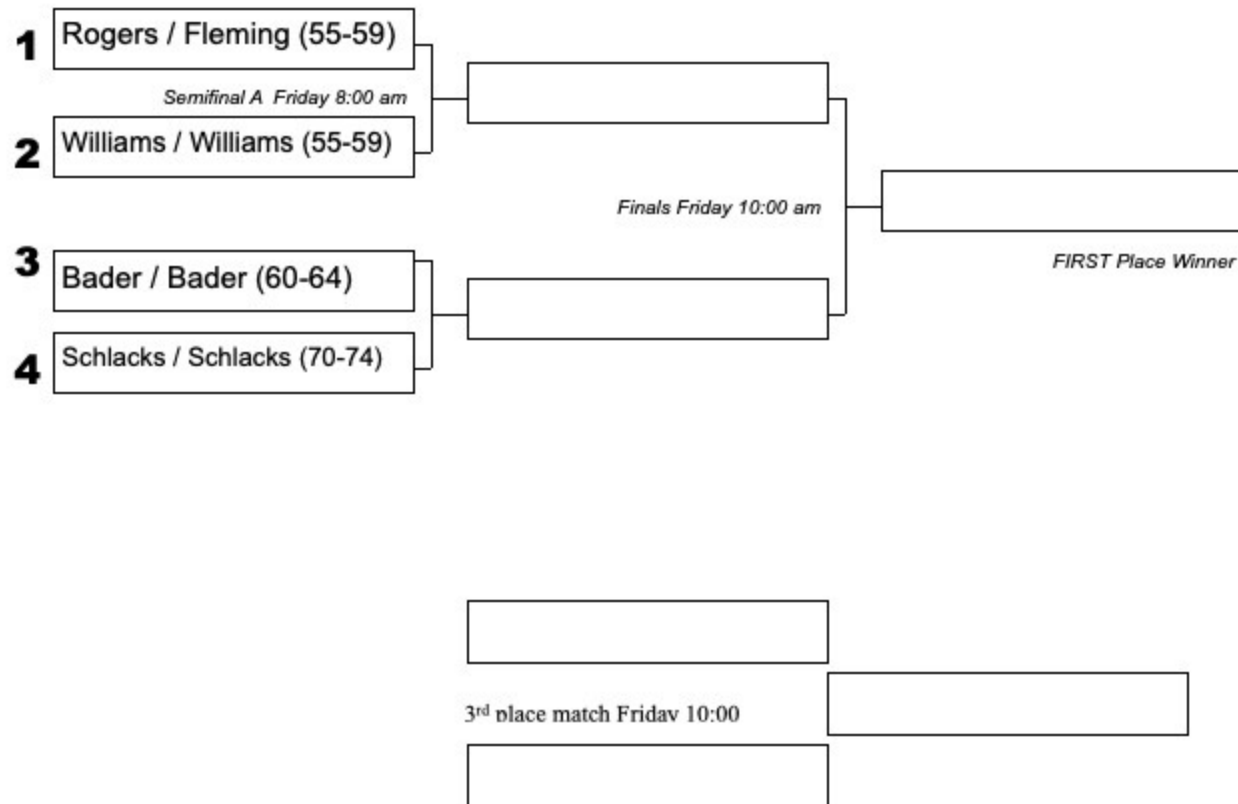 1 Rogers / Fleming (55-59)
Semifinal A Friday 8:00 am
2 Williams / Williams (55-59)
Finals Friday 10:00 am
3 Bader / Bader (60-64)
FIRST Place Winner
4 Schlacks / Schlacks (70-74)
3rd place match Friday 10:00